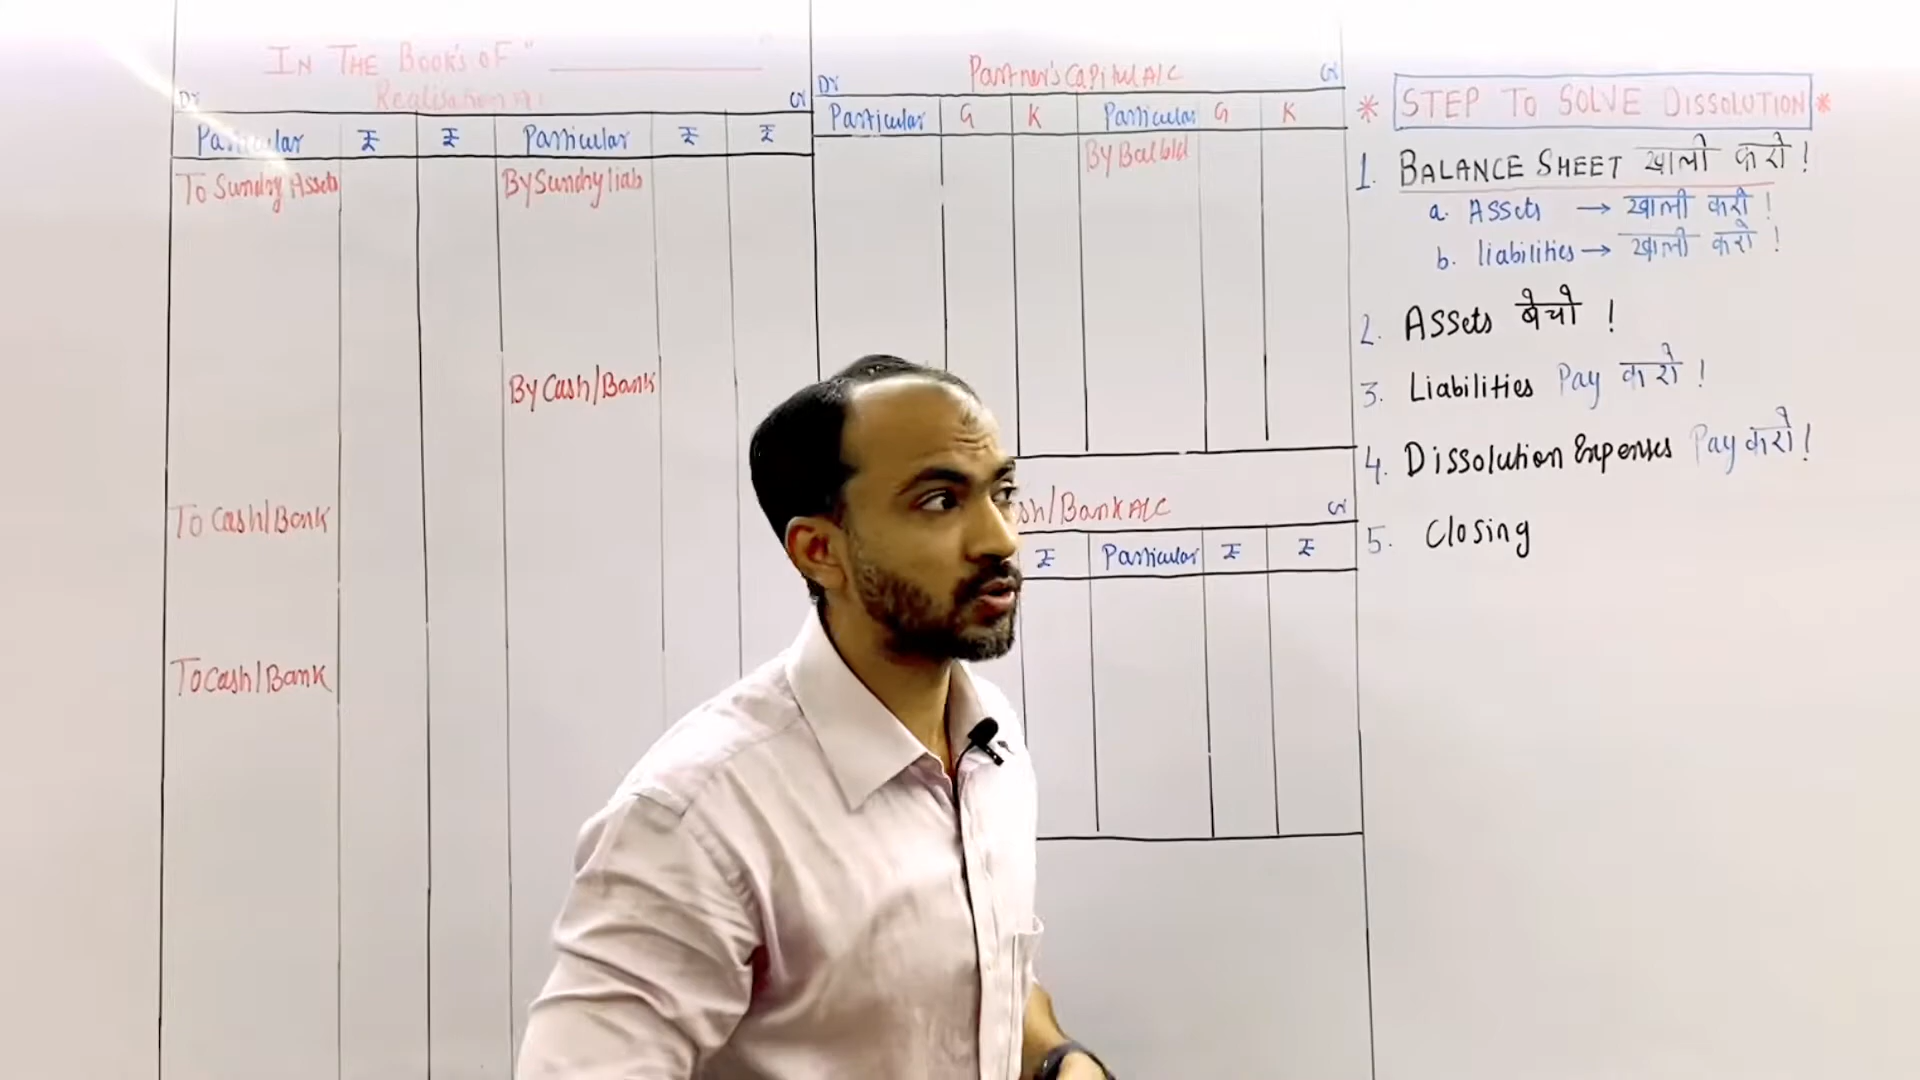 IN THE BOOK'S OF "__________"
Dr Realisation A Cr
Particular ₹ ₹ Particular ₹ ₹
To Sundry Assets By Sundry liab
By Cash/Bank
To Cash/Bank
To Cash/Bank
Partner's Capital A/C
Dr Cr
Particular G K Particular G K
By Bal b/d
sh/Bank A/C Cr
₹ Particular ₹ ₹
* STEP TO SOLVE DISSOLUTION *
1. BALANCE SHEET खाली करो !
a. Assets → खाली करो !
b. liabilities → खाली करो !
2. Assets बेचो !
3. Liabilities Pay करो !
4. Dissolution Expenses Pay करो !
5. Closing